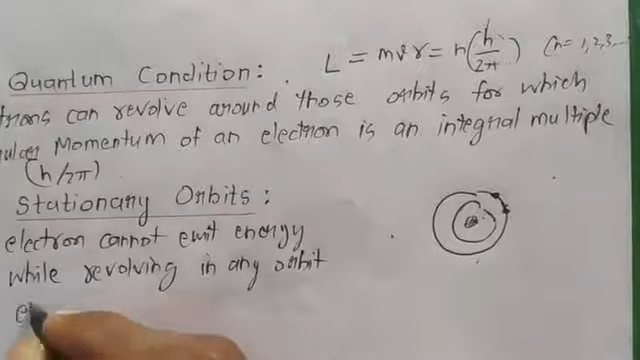 L = mvr = n(h/2π) (n = 1,2,3...
Quantum Condition:
trons can revolve around those orbits for which
ular Momentum of an electron is an integral multiple
(h/2π)
Stationary Orbits:
electron cannot emit energy
while revolving in any orbit